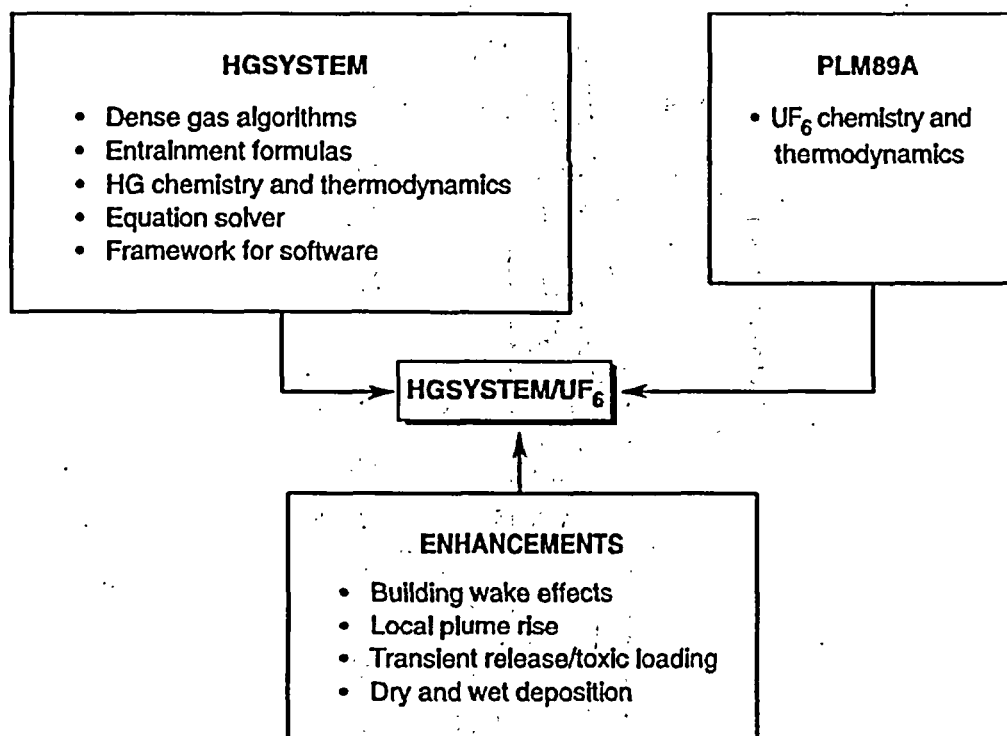 HGSYSTEM
• Dense gas algorithms
• Entrainment formulas
• HG chemistry and thermodynamics
• Equation solver
• Framework for software
PLM89A
• UF₆ chemistry and
thermodynamics
HGSYSTEM/UF₆
ENHANCEMENTS
• Building wake effects
• Local plume rise
• Transient release/toxic loading
• Dry and wet deposition